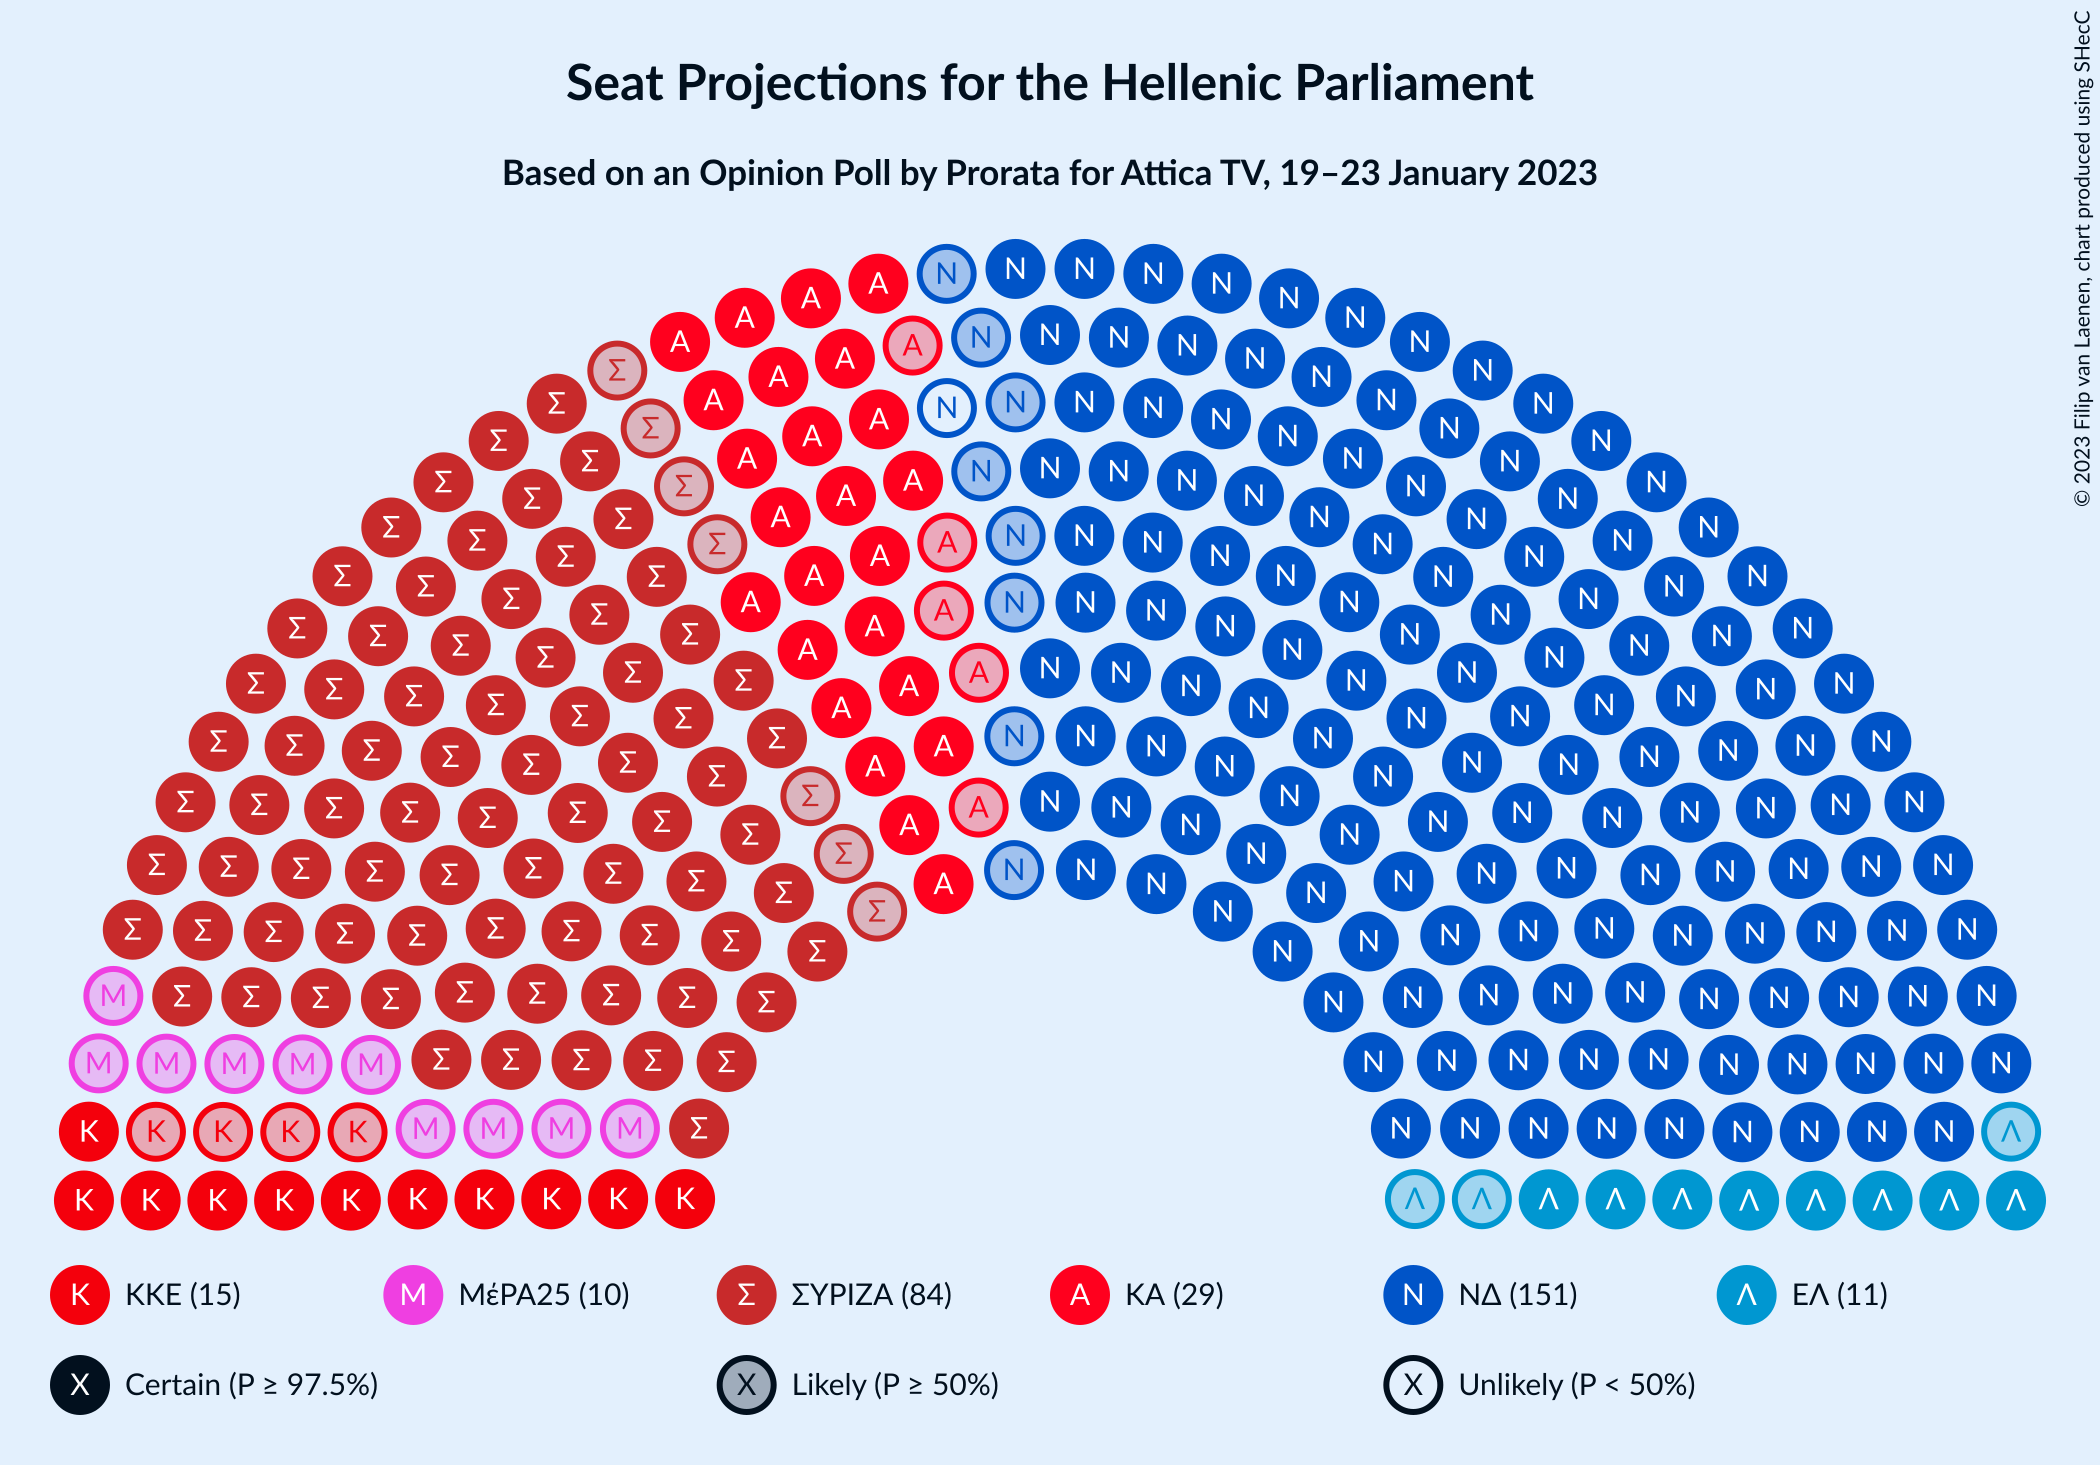 Seat Projections for the Hellenic Parliament
Based on an Opinion Poll by Prorata for Attica TV, 19–23 January 2023
© 2023 Filip van Laenen, chart produced using SHecC
Κ ΚΚΕ (15)
Μ ΜέΡΑ25 (10)
Σ ΣΥΡΙΖΑ (84)
Α ΚΑ (29)
Ν ΝΔ (151)
Λ ΕΛ (11)
X Certain (P ≥ 97.5%)
X Likely (P ≥ 50%)
X Unlikely (P < 50%)